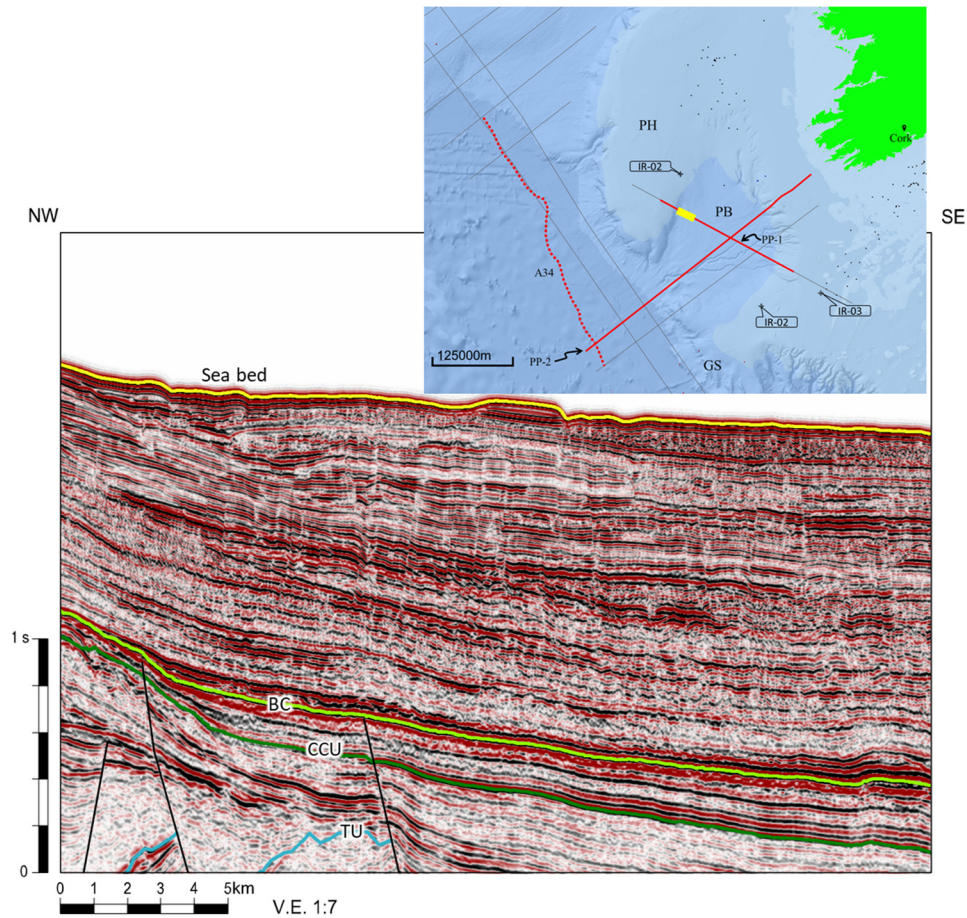 PH
Cork
IR-02
PB
PP-1
A34
IR-02
IR-03
125000m
PP-2
GS
NW
SE
Sea bed
1 s
BC
CCU
TU
0
0 1 2 3 4 5km
V.E. 1:7